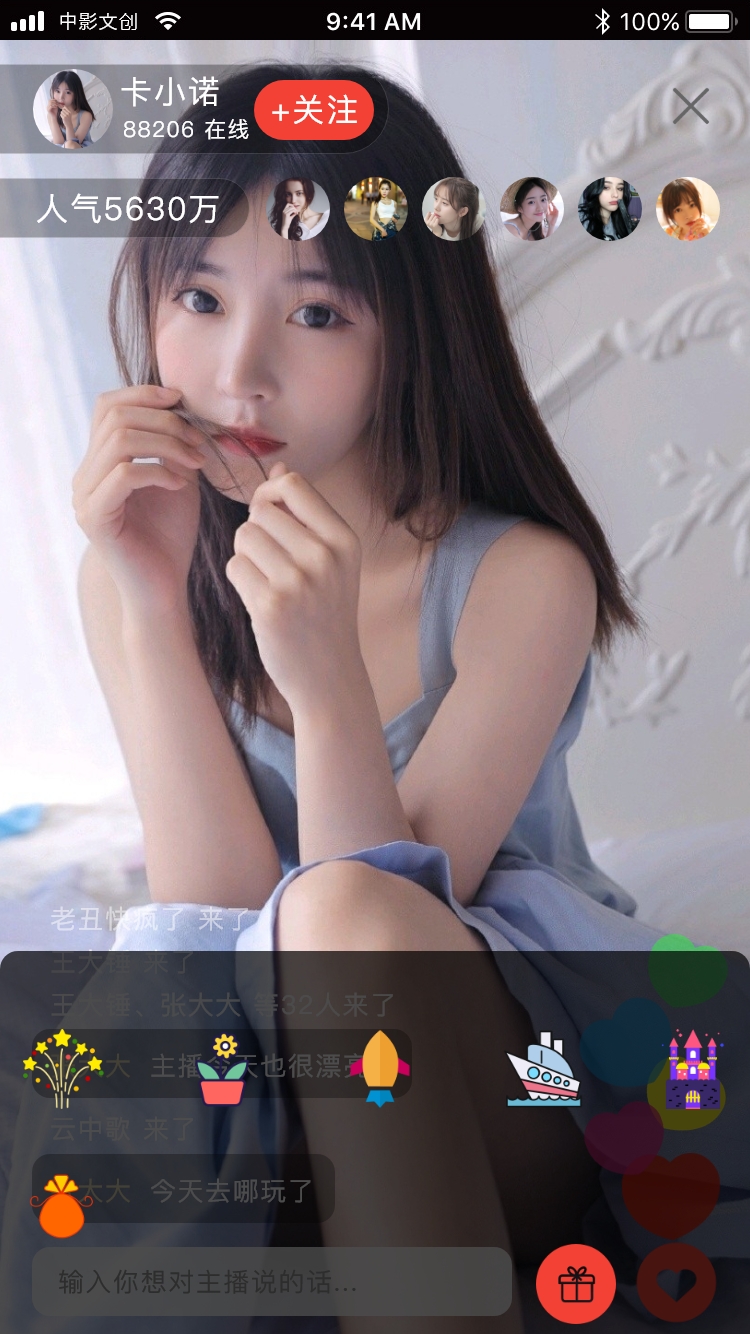 中影文创 9:41 AM 100%
卡小诺
88206 在线
+关注
人气5630万
老丑快疯了 来了
王大锤 来了
王大锤、张大大 等32人来了
大 主播今天也很漂亮
云中歌 来了
大大 今天去哪玩了
输入你想对主播说的话...